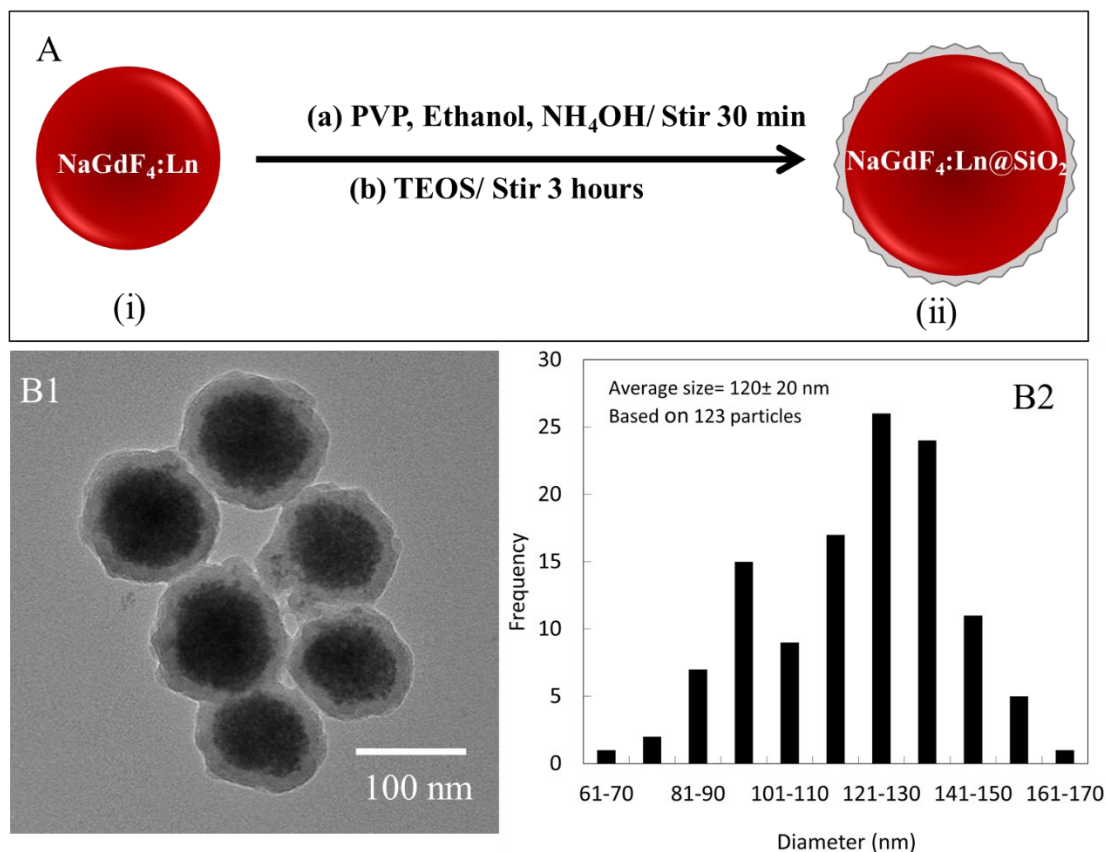 A
NaGdF₄:Ln
(a) PVP, Ethanol, NH₄OH/ Stir 30 min
(b) TEOS/ Stir 3 hours
NaGdF₄:Ln@SiO₂
(i)
(ii)
B1
100 nm
B2
Average size= 120± 20 nm
Based on 123 particles
Frequency
30
25
20
15
10
5
0
61-70 81-90 101-110 121-130 141-150 161-170
Diameter (nm)